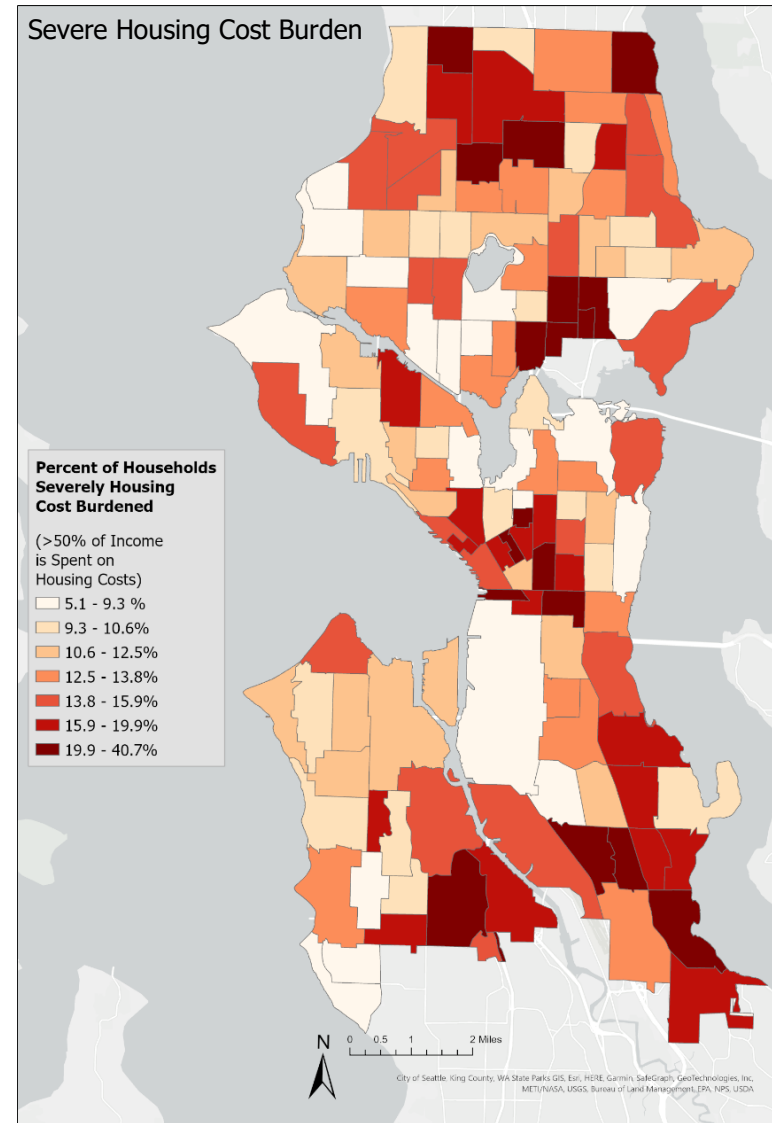 Severe Housing Cost Burden
Percent of Households
Severely Housing
Cost Burdened
(>50% of Income
is Spent on
Housing Costs)
5.1 - 9.3 %
9.3 - 10.6%
10.6 - 12.5%
12.5 - 13.8%
13.8 - 15.9%
15.9 - 19.9%
19.9 - 40.7%
N
0 0.5 1 2 Miles
City of Seattle, King County, WA State Parks GIS, Esri, HERE, Garmin, SafeGraph, GeoTechnologies, Inc,
METI/NASA, USGS, Bureau of Land Management, EPA, NPS, USDA